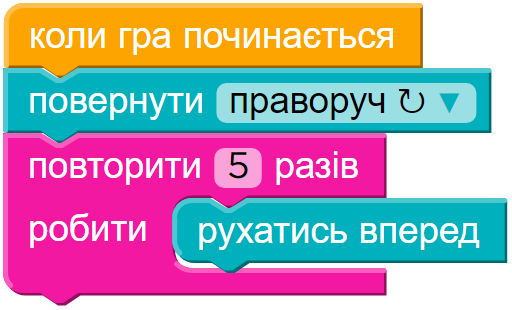 коли гра починається
повернути праворуч ↻ ▼
повторити 5 разів
робити рухатись вперед